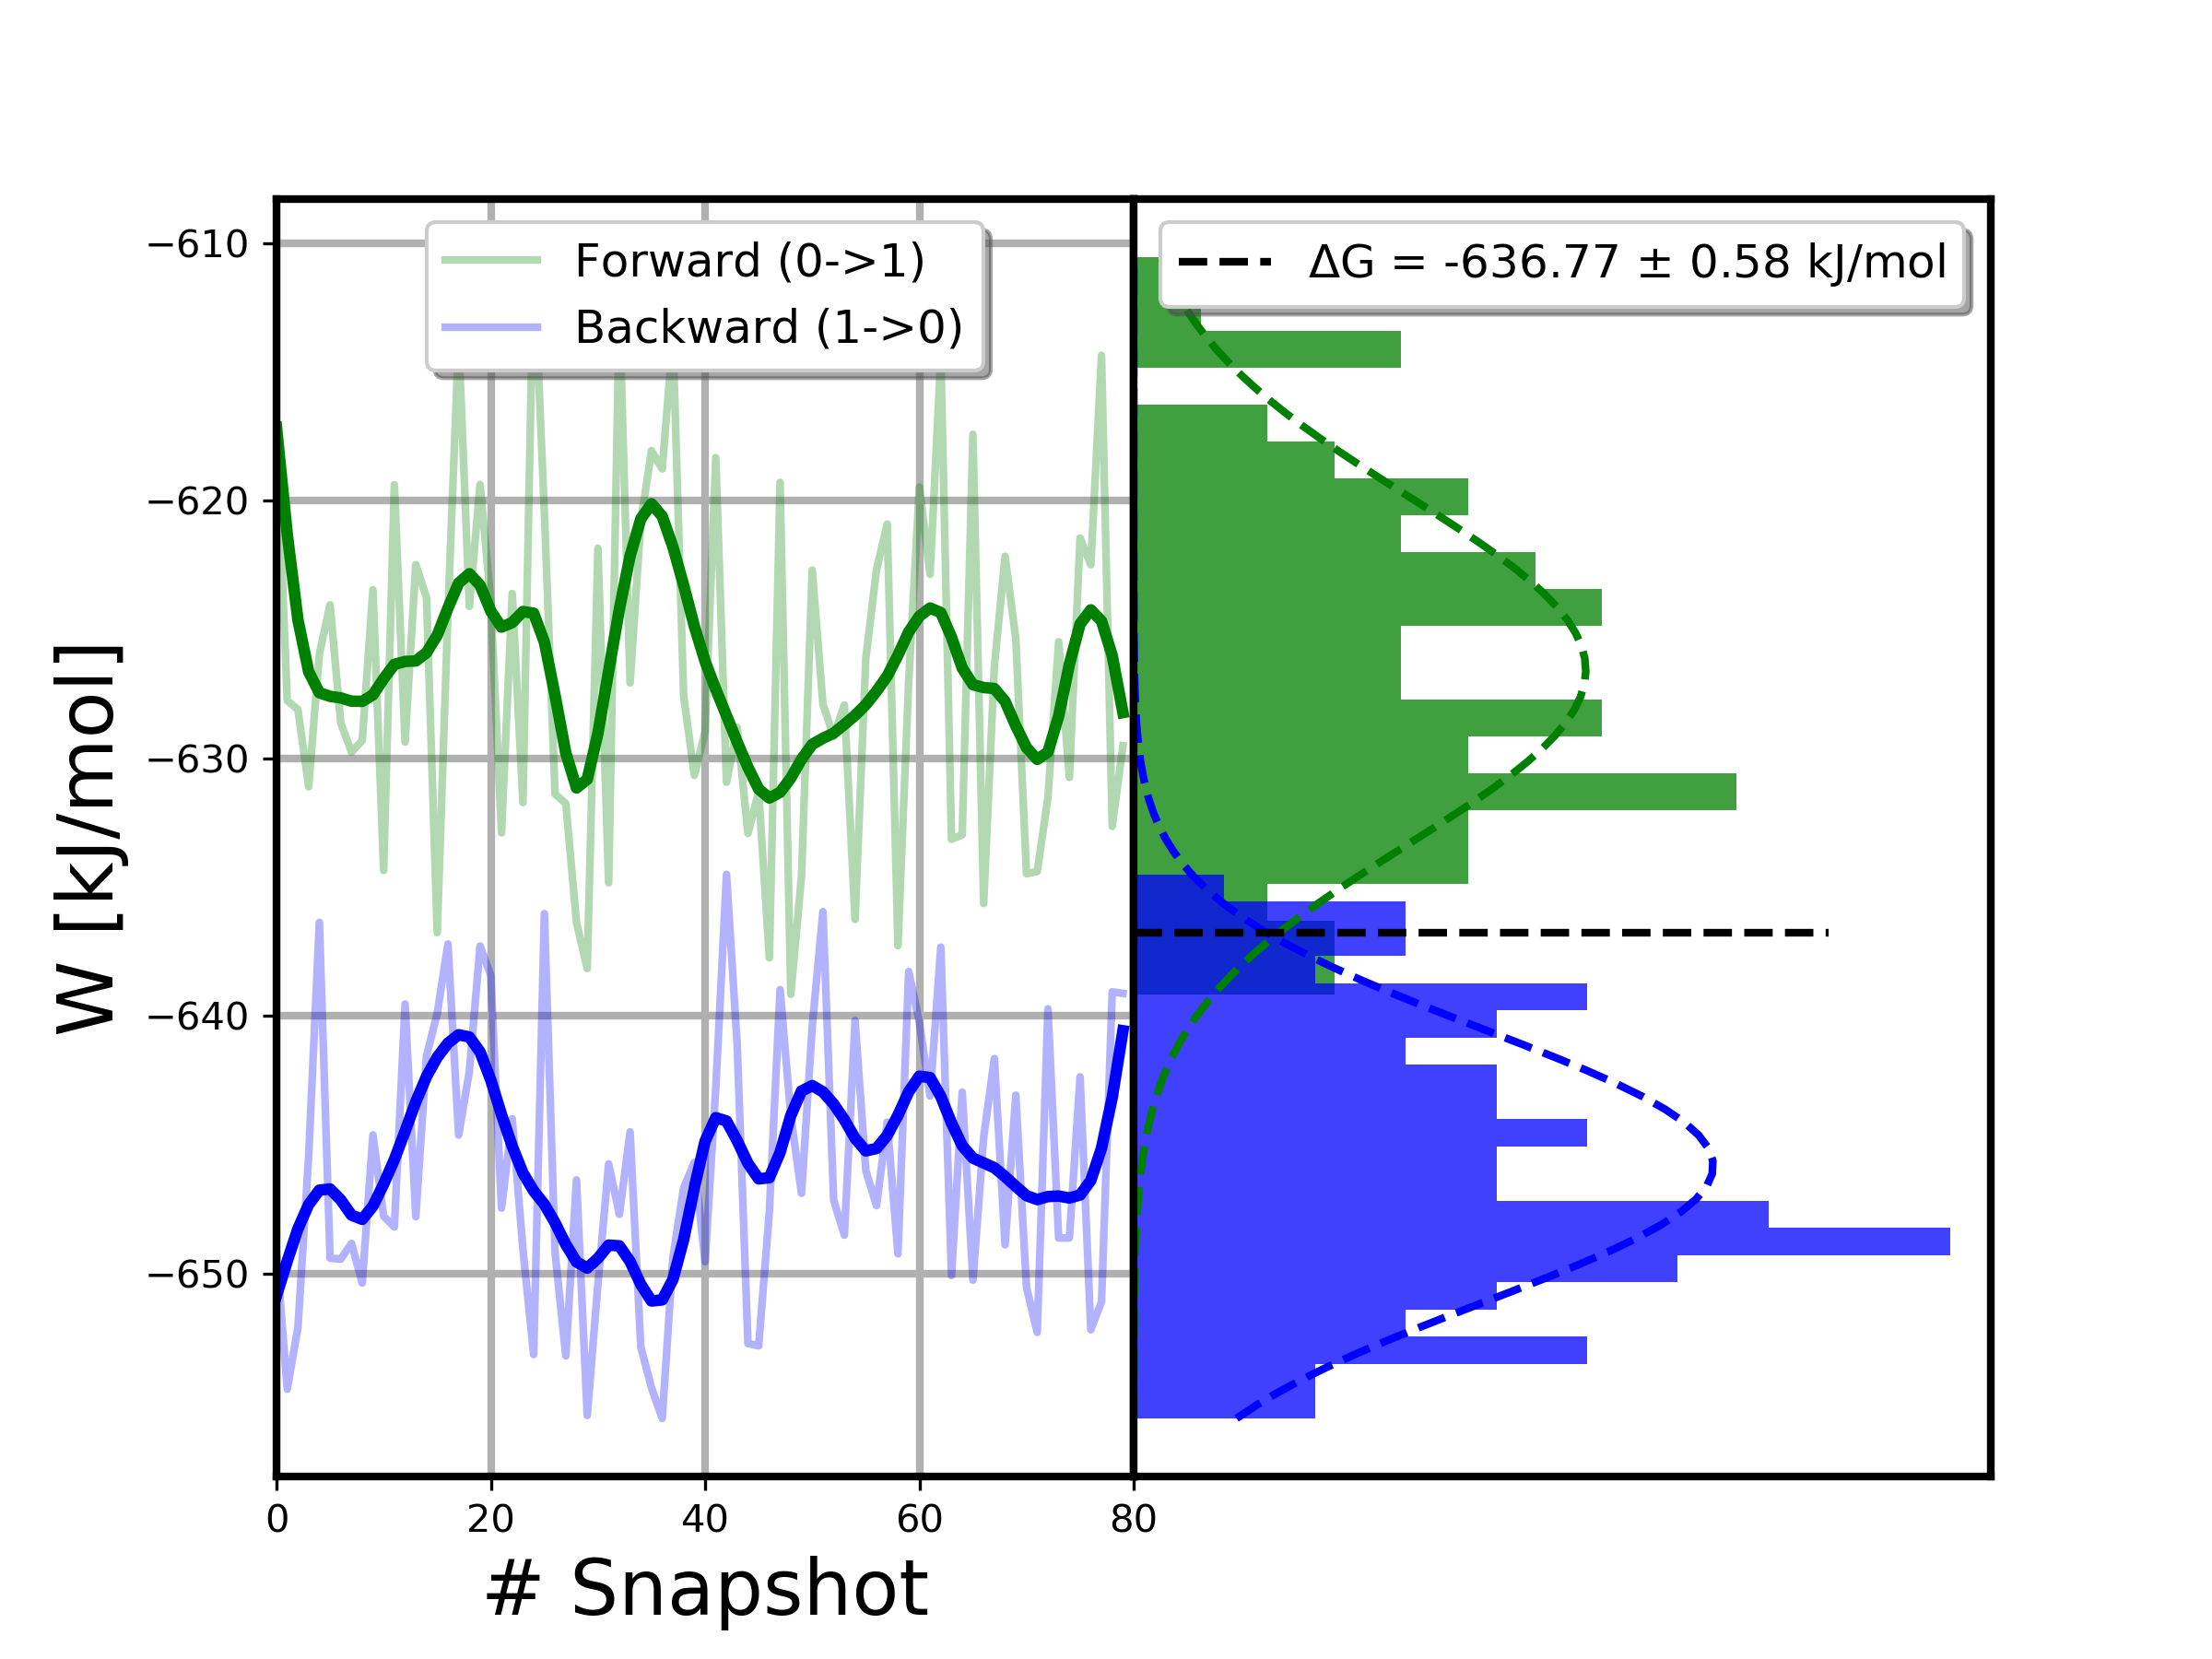 Forward (0->1)
Backward (1->0)
ΔG = -636.77 ± 0.58 kJ/mol
W [kJ/mol]
−610
−620
−630
−640
−650
0 20 40 60 80
# Snapshot